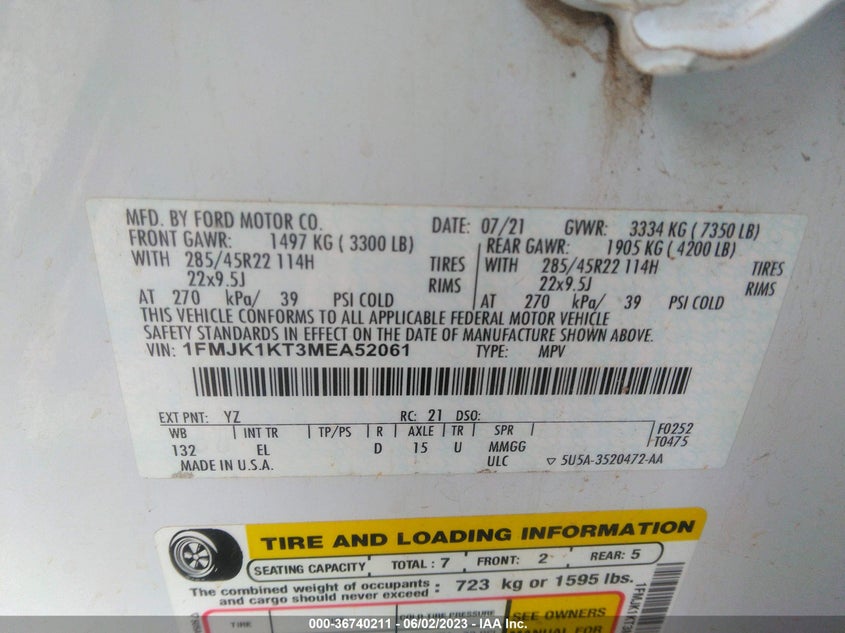 MFD. BY FORD MOTOR CO. DATE: 07/21 GVWR: 3334 KG ( 7350 LB)
FRONT GAWR: 1497 KG ( 3300 LB) REAR GAWR: 1905 KG ( 4200 LB)
WITH 285/45R22 114H TIRES WITH 285/45R22 114H TIRES
22x9.5J RIMS 22x9.5J RIMS
AT 270 kPa/ 39 PSI COLD AT 270 kPa/ 39 PSI COLD
THIS VEHICLE CONFORMS TO ALL APPLICABLE FEDERAL MOTOR VEHICLE
SAFETY STANDARDS IN EFFECT ON THE DATE OF MANUFACTURE SHOWN ABOVE.
VIN: 1FMJK1KT3MEA52061 TYPE: MPV
EXT PNT: YZ RC: 21 DSO:
WB INT TR TP/PS R AXLE TR SPR F0252
132 EL D 15 U MMGG T0475
MADE IN U.S.A. ULC ▽ 5U5A-3520472-AA
TIRE AND LOADING INFORMATION
SEATING CAPACITY TOTAL : 7 FRONT: 2 REAR: 5
The combined weight of occupants
and cargo should never exceed : 723 kg or 1595 lbs.
TIRE COLD TIRE PRESSURE SEE OWNERS
MANUAL FOR
1FMJK1KT3
000-36740211 - 06/02/2023 - IAA Inc.